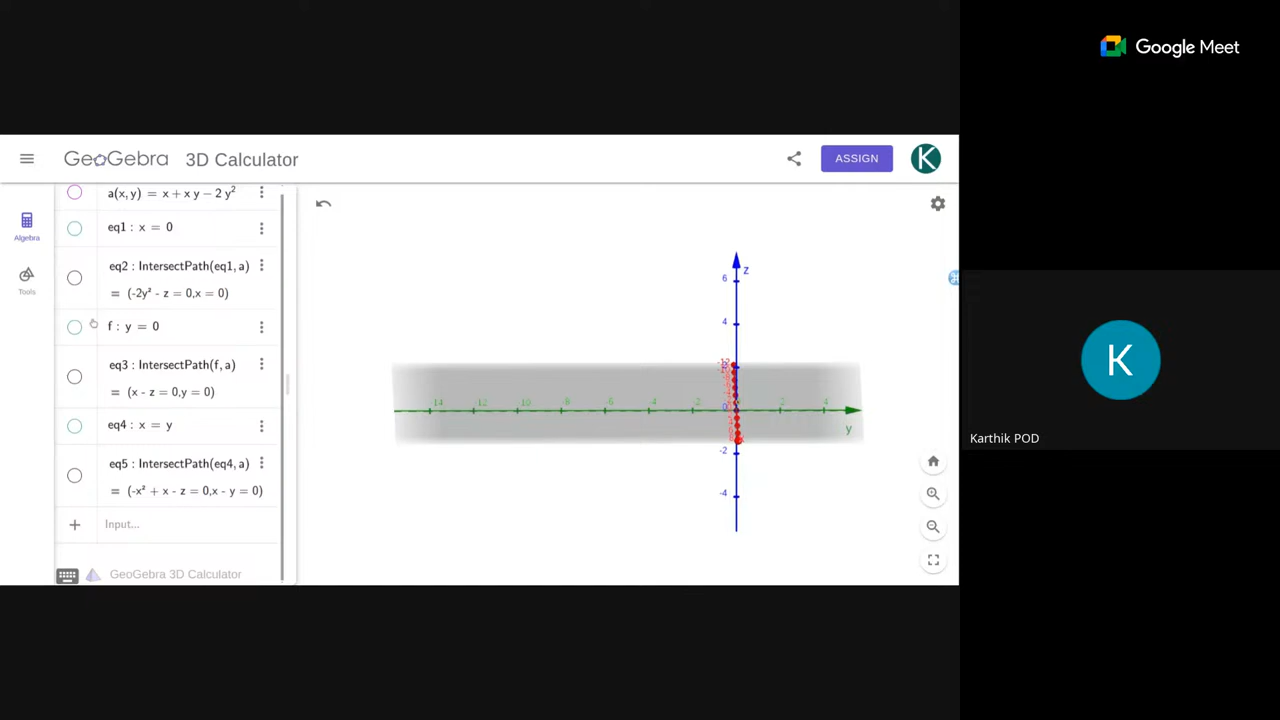 Google Meet
GeoGebra 3D Calculator
ASSIGN
K
a(x, y) = x + x y − 2 y²
Algebra
eq1 : x = 0
eq2 : IntersectPath(eq1, a)
= (-2y² - z = 0,x = 0)
Tools
f : y = 0
eq3 : IntersectPath(f, a)
= (x - z = 0,y = 0)
eq4 : x = y
eq5 : IntersectPath(eq4, a)
= (-x² + x - z = 0,x - y = 0)
+ Input...
GeoGebra 3D Calculator
z
6
4
0
-2
-4
14 -12 -10 -8 -6 -4 -2 2 4
y
K
Karthik POD